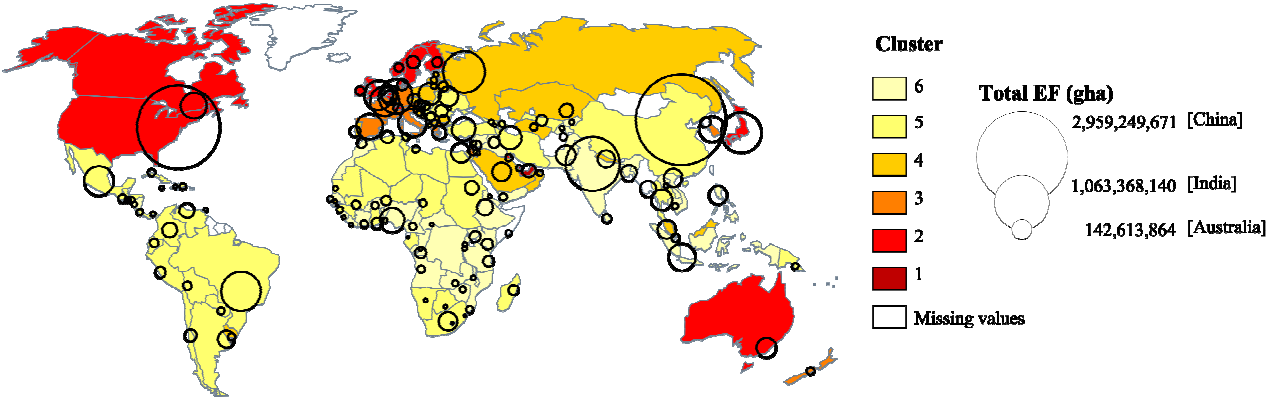 Cluster
6
5
4
3
2
1
Missing values
Total EF (gha)
2,959,249,671 [China]
1,063,368,140 [India]
142,613,864 [Australia]